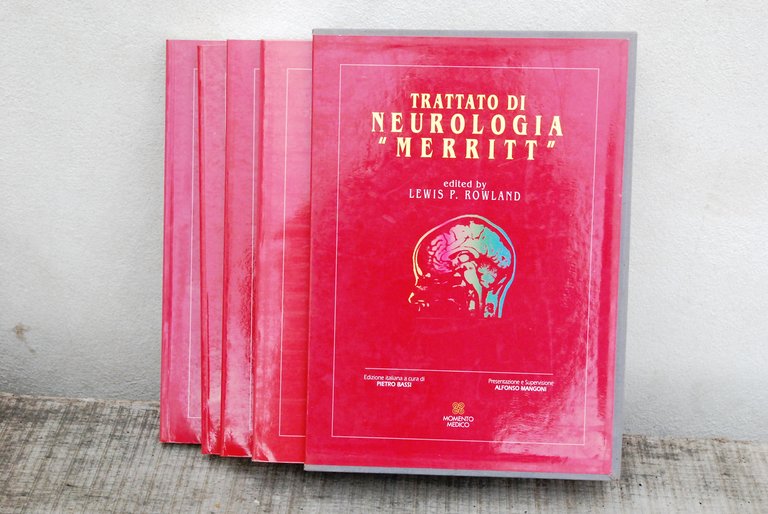 TRATTATO DI
NEUROLOGIA
"MERRITT"
edited by
LEWIS P. ROWLAND
Edizione italiana a cura di
PIETRO BASSI
Presentazione e Supervisione
ALFONSO MANGONI
MOMENTO
MEDICO